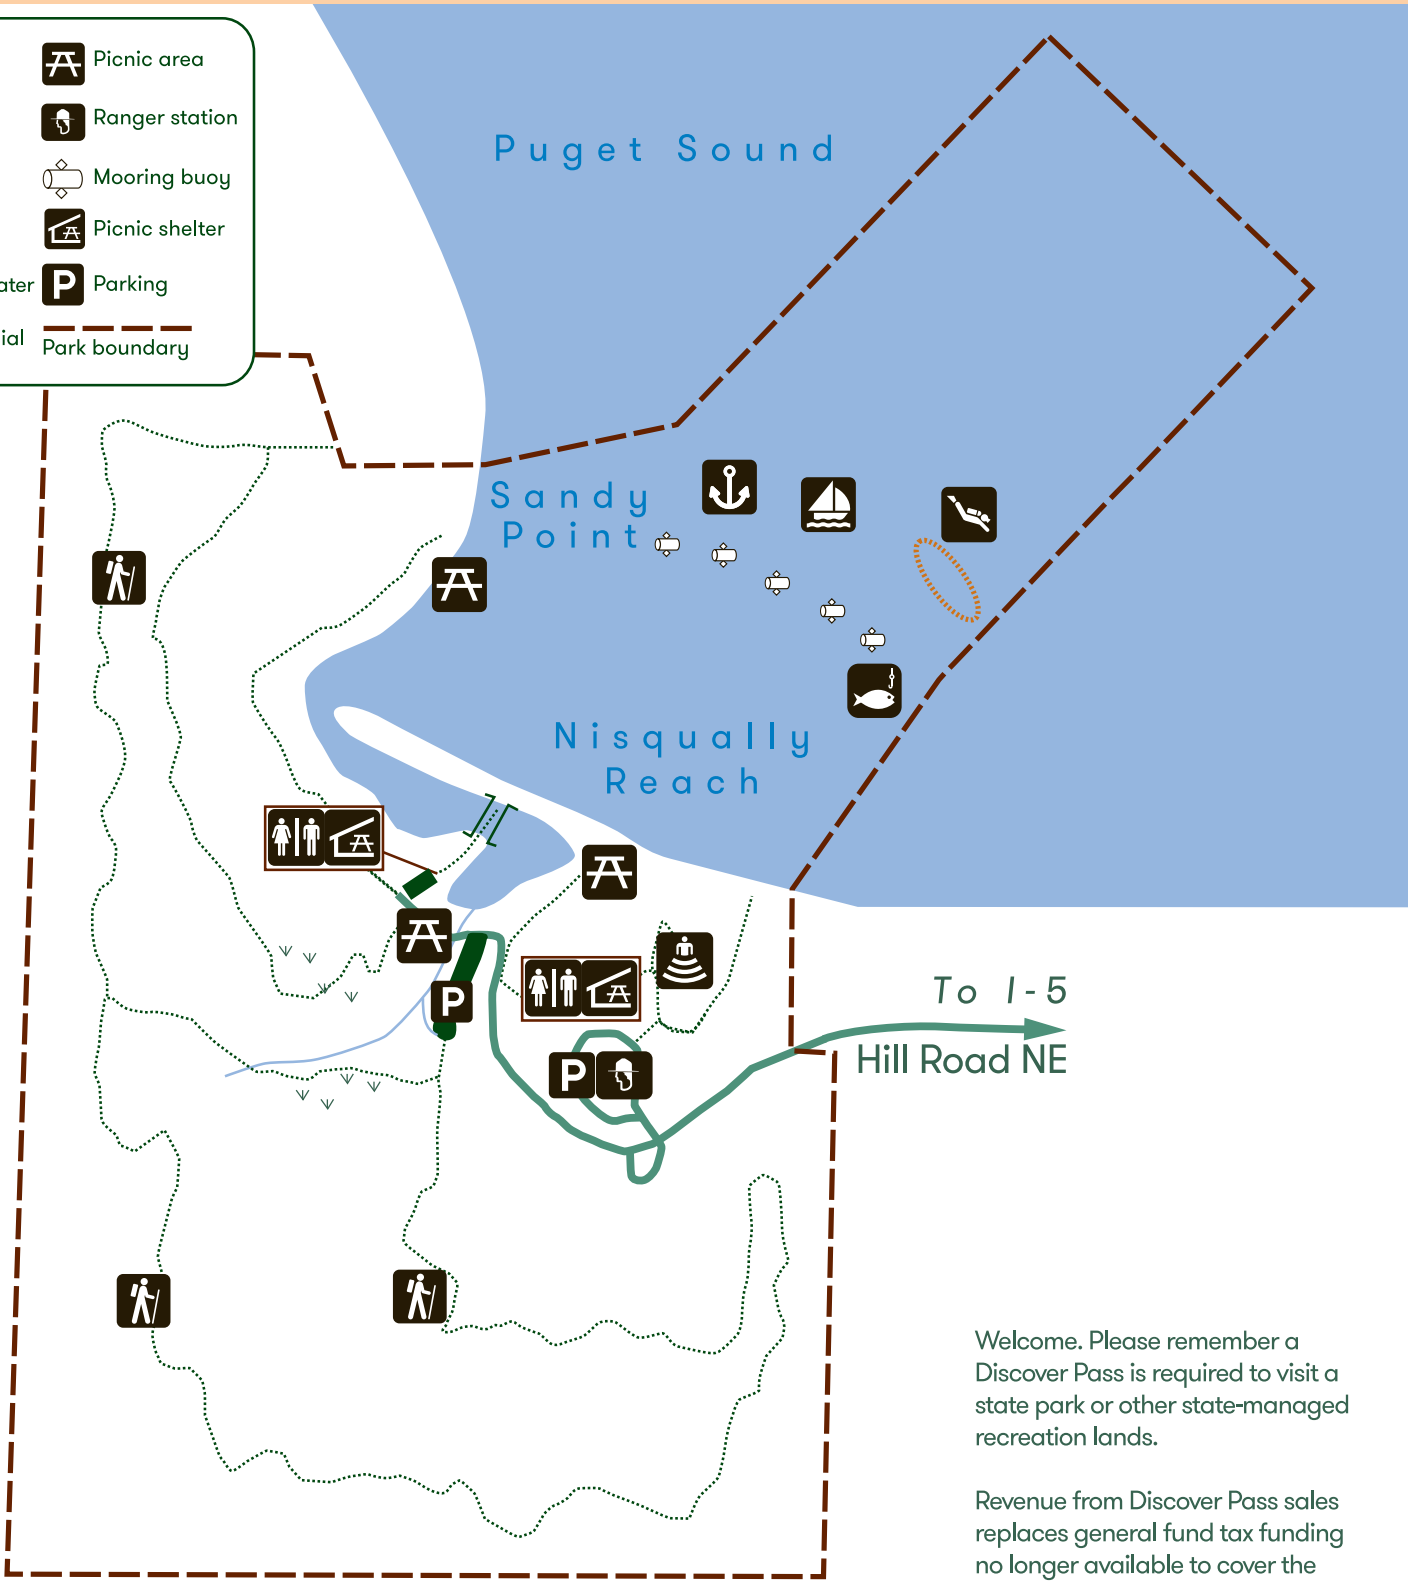 Picnic area
Ranger station
Mooring buoy
Picnic shelter
Parking
Park boundary
Puget Sound
Sandy
Point
Nisqually
Reach
P
P
P
To I-5
Hill Road NE
Welcome. Please remember a
Discover Pass is required to visit a
state park or other state-managed
recreation lands.
Revenue from Discover Pass sales
replaces general fund tax funding
no longer available to cover the